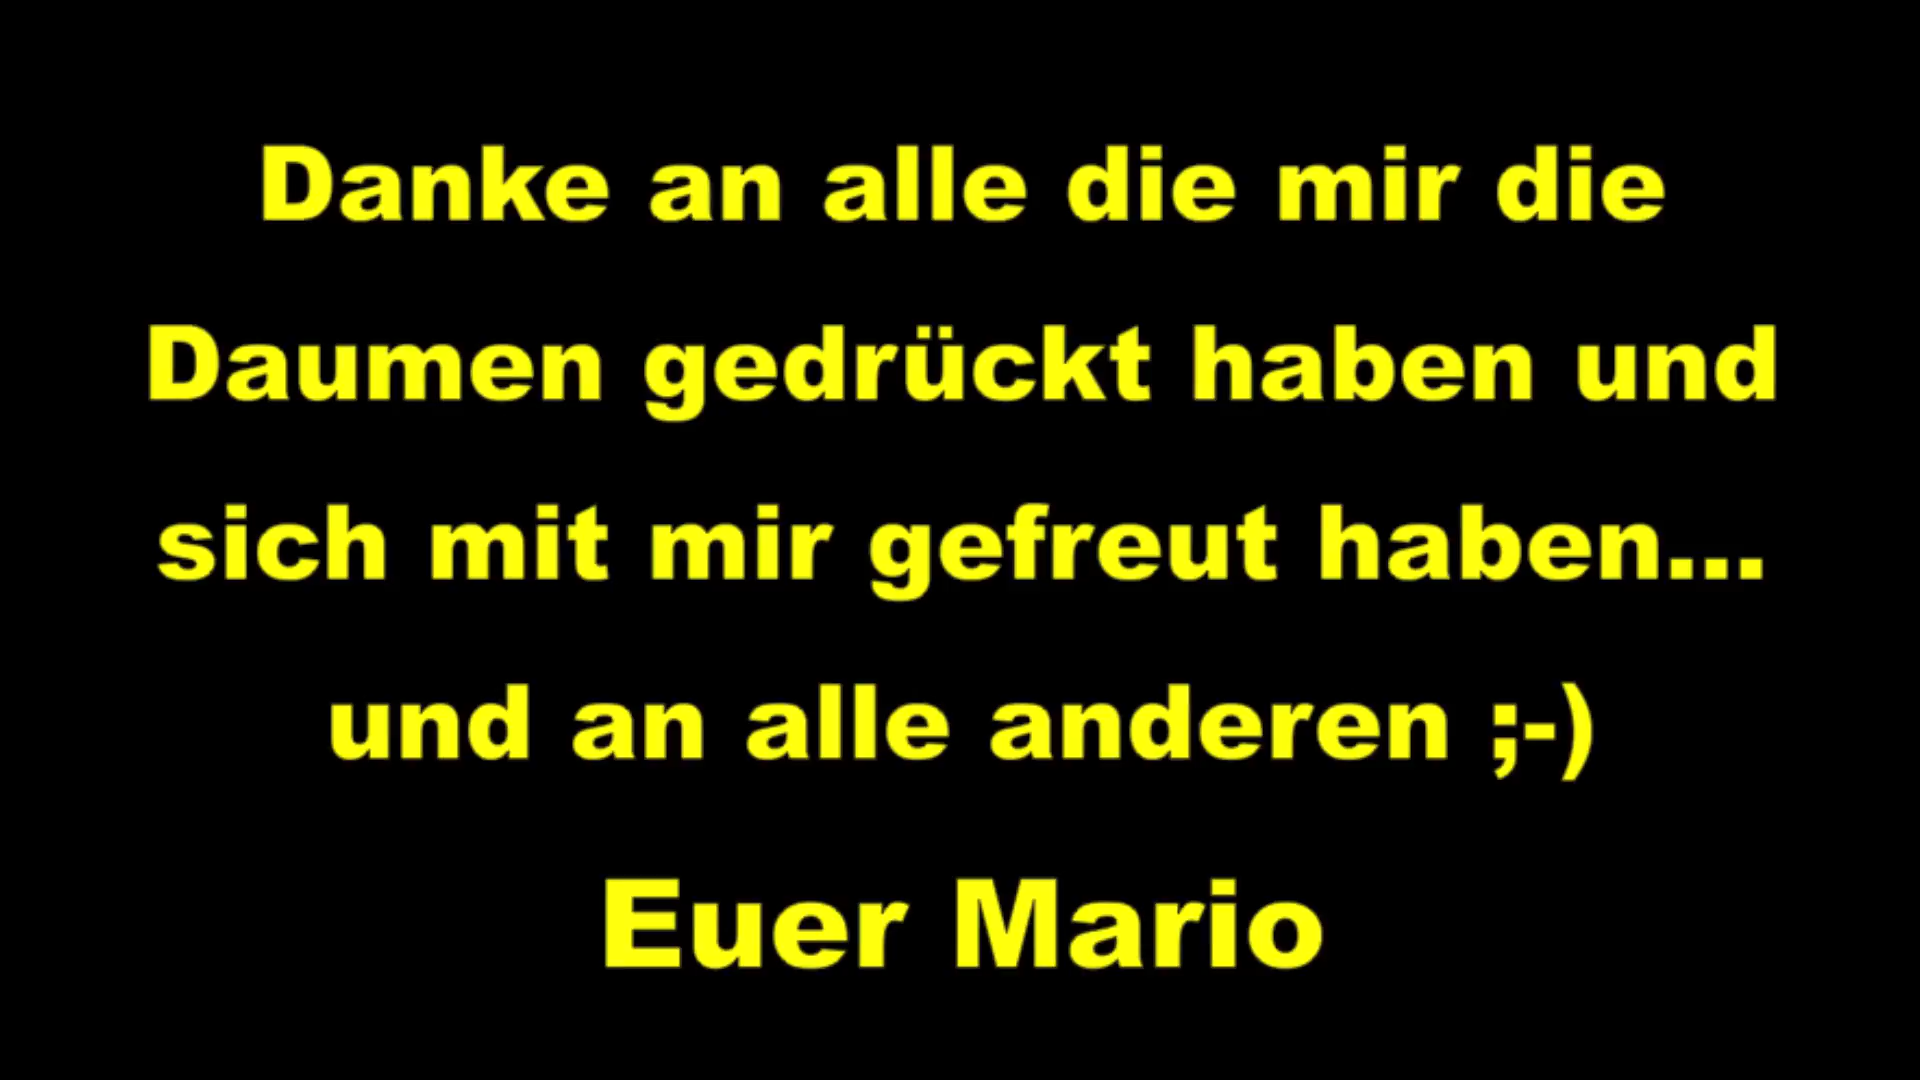 Danke an alle die mir die
Daumen gedrückt haben und
sich mit mir gefreut haben...
und an alle anderen ;-)
Euer Mario